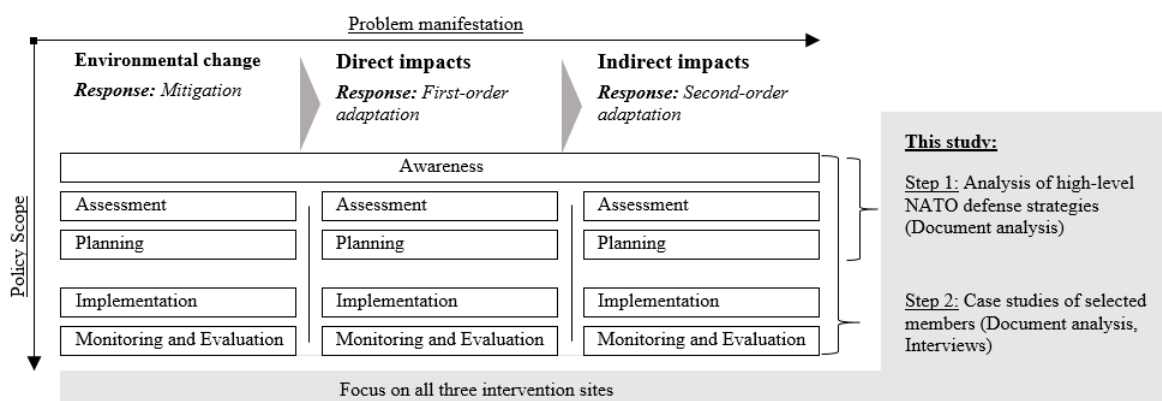 Problem manifestation
Environmental change
Response: Mitigation
Direct impacts
Response: First-order
adaptation
Indirect impacts
Response: Second-order
adaptation
Policy Scope
Awareness
Assessment
Assessment
Assessment
Planning
Planning
Planning
Implementation
Implementation
Implementation
Monitoring and Evaluation
Monitoring and Evaluation
Monitoring and Evaluation
Focus on all three intervention sites
This study:
Step 1: Analysis of high-level
NATO defense strategies
(Document analysis)
Step 2: Case studies of selected
members (Document analysis,
Interviews)